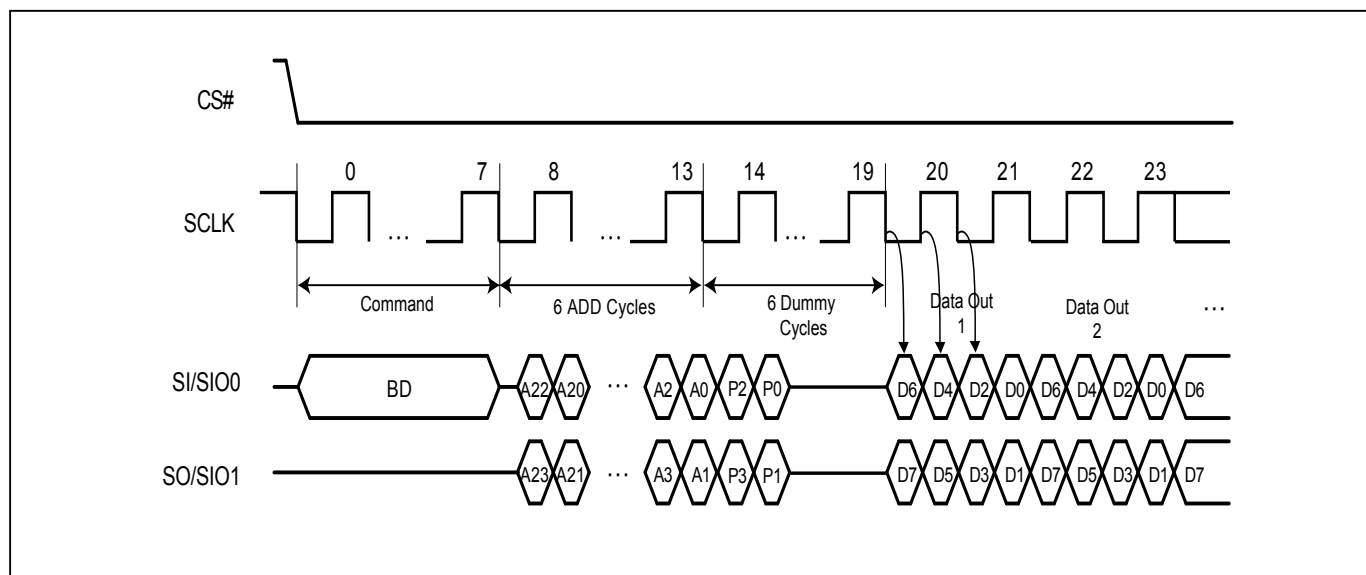 CS#
0 7 8 13 14 19 20 21 22 23
SCLK
... ... ...
Command
6 ADD Cycles
6 Dummy
Cycles
Data Out
1
Data Out
2
...
SI/SIO0
BD
A22 A20 ... A2 A0 P2 P0 D6 D4 D2 D0 D6 D4 D2 D0 D6
SO/SIO1
A23 A21 ... A3 A1 P3 P1 D7 D5 D3 D1 D7 D5 D3 D1 D7